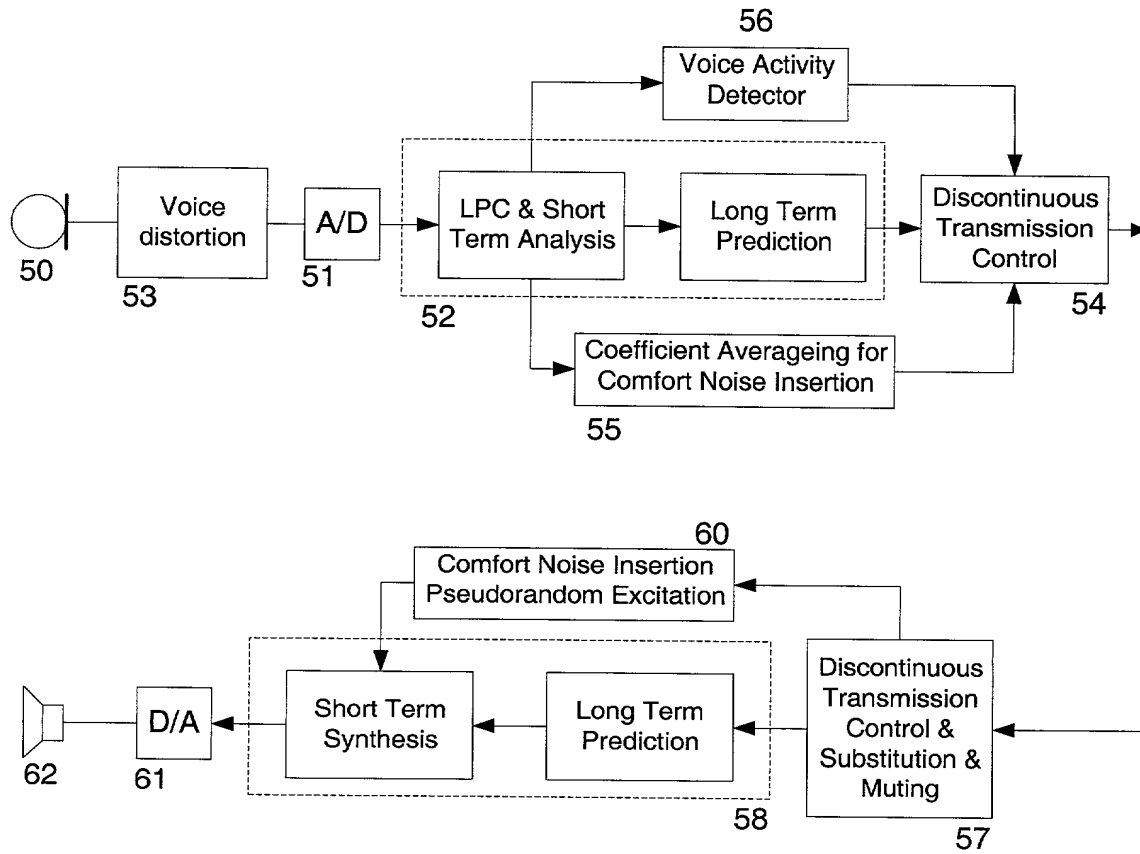 56
Voice Activity
Detector
Voice
distortion
A/D
LPC & Short
Term Analysis
Long Term
Prediction
Discontinuous
Transmission
Control
50
53
51
52
54
Coefficient Averageing for
Comfort Noise Insertion
55
60
Comfort Noise Insertion
Pseudorandom Excitation
D/A
Short Term
Synthesis
Long Term
Prediction
Discontinuous
Transmission
Control &
Substitution &
Muting
62
61
58
57